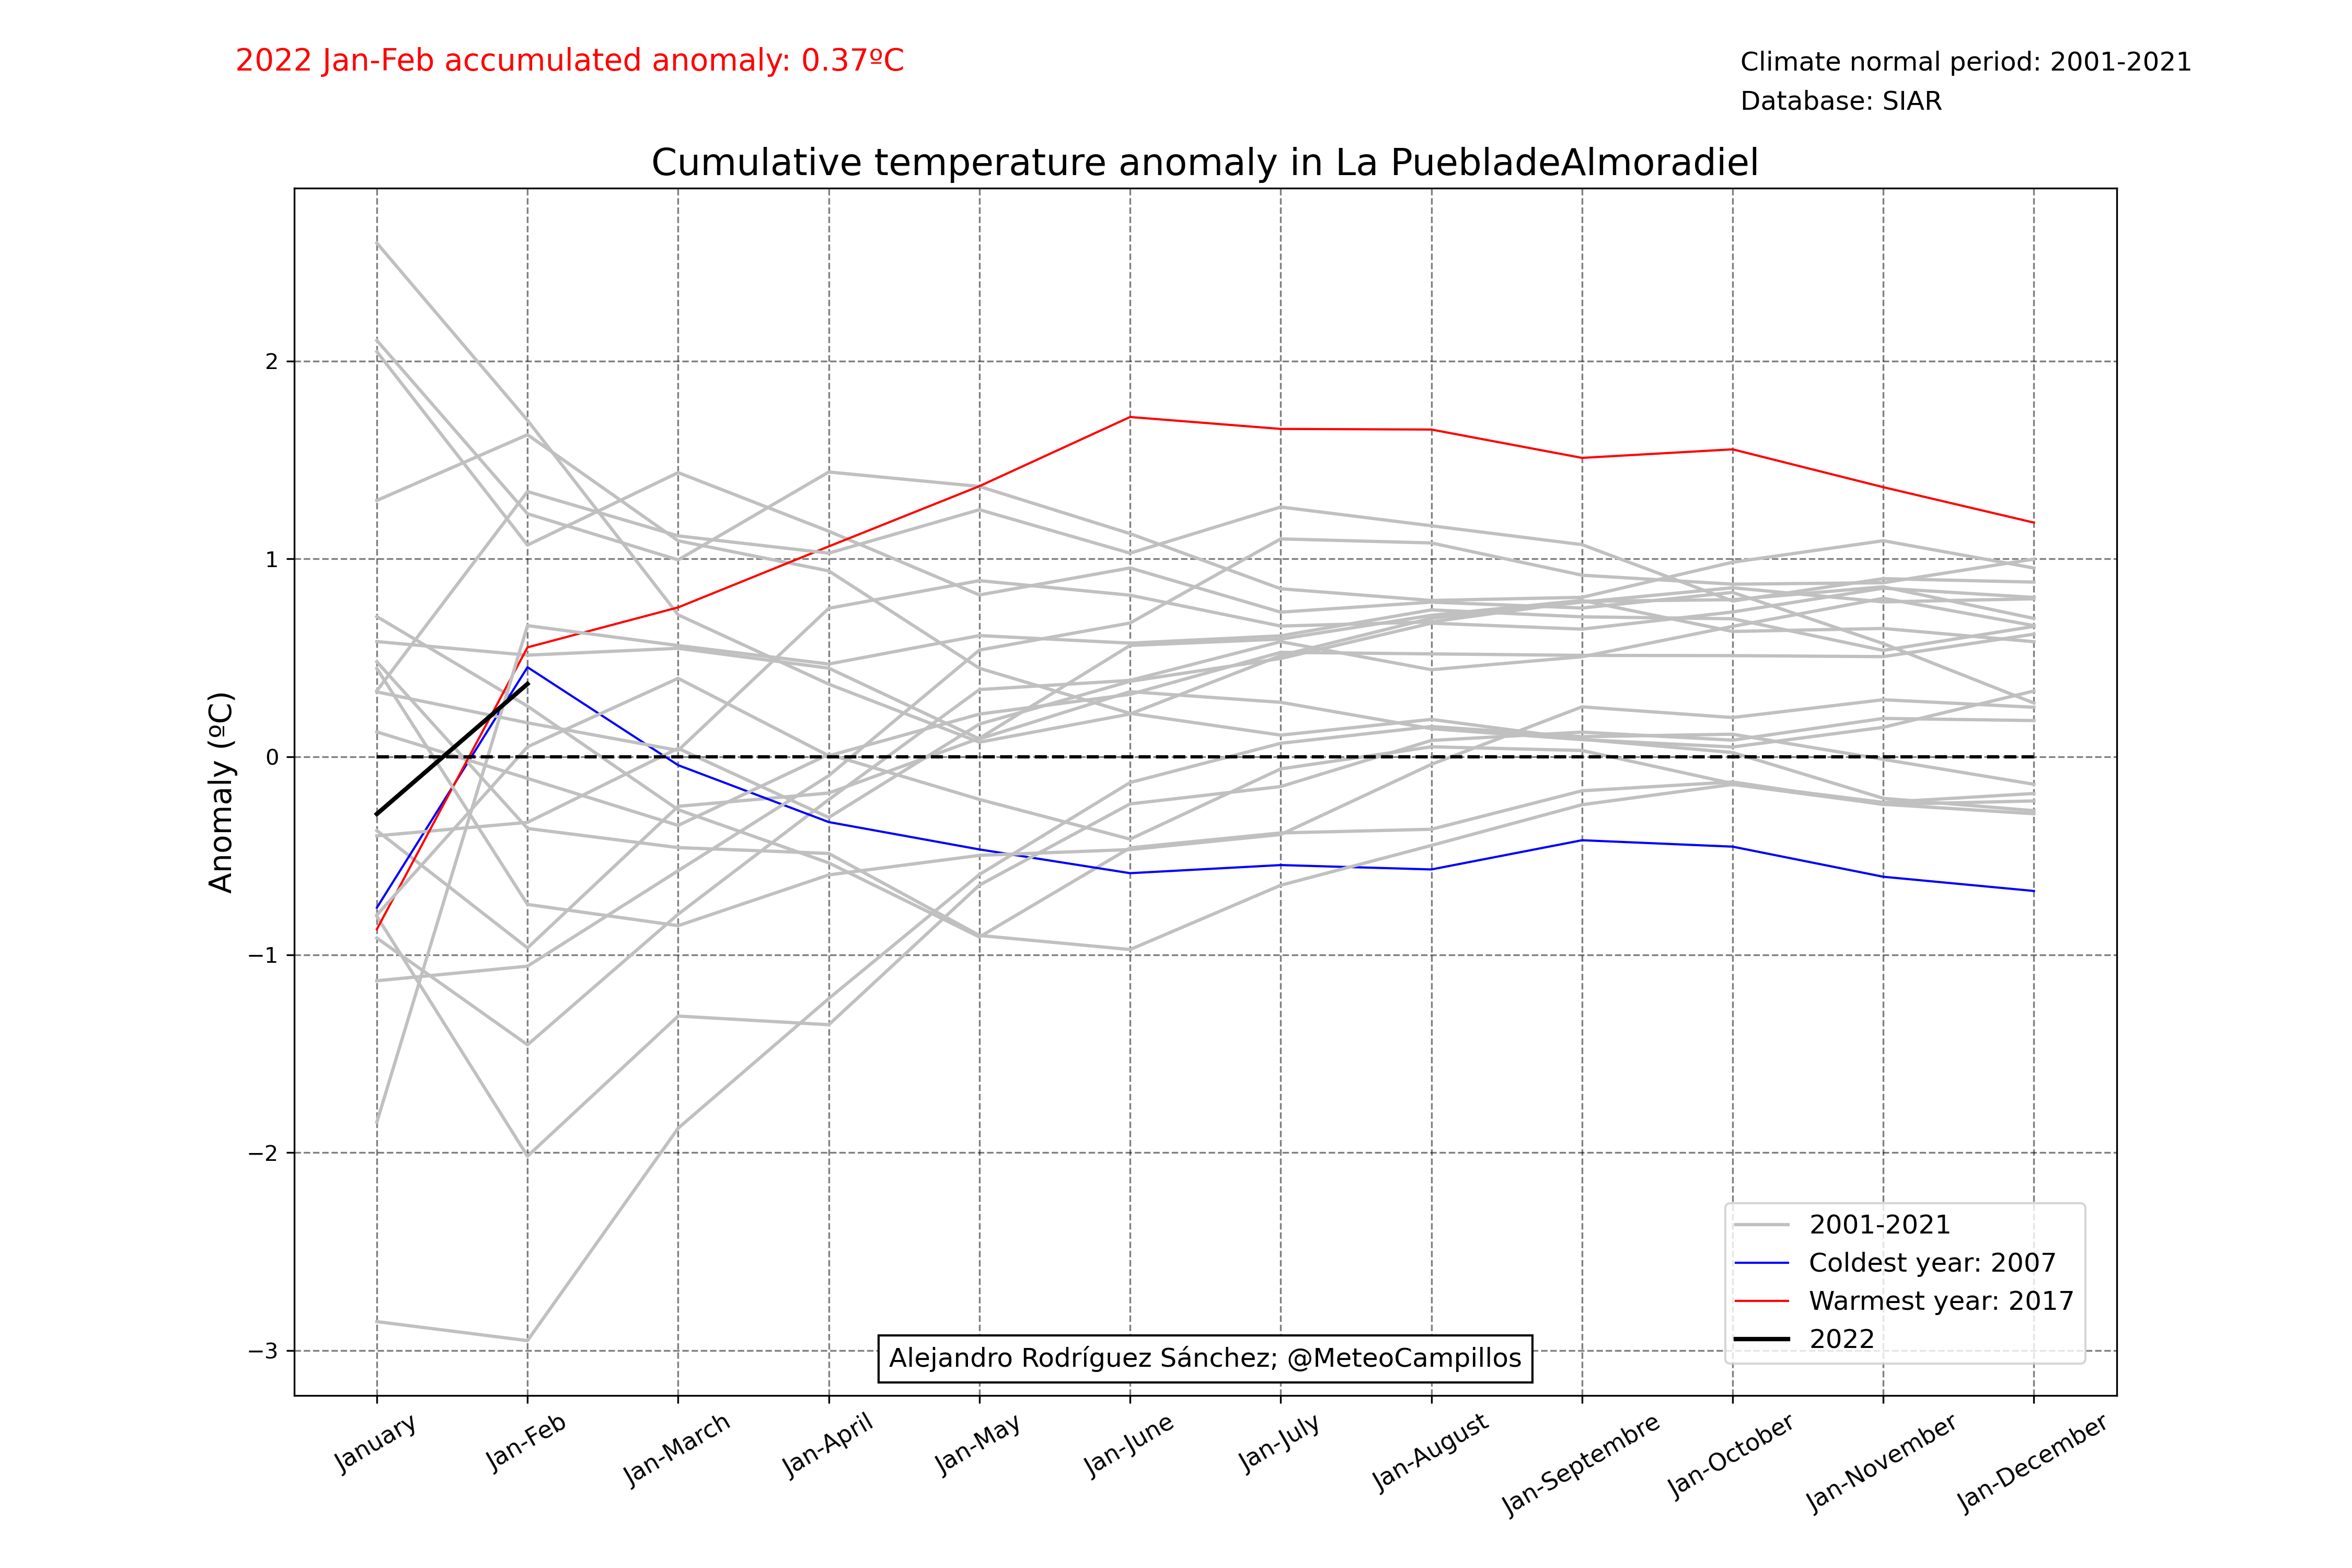 2022 Jan-Feb accumulated anomaly: 0.37ºC
Climate normal period: 2001-2021
Database: SIAR
Cumulative temperature anomaly in La PuebladeAlmoradiel
Anomaly (ºC)
2
1
0
−1
−2
−3
2001-2021
Coldest year: 2007
Warmest year: 2017
2022
Alejandro Rodríguez Sánchez; @MeteoCampillos
January
Jan-Feb
Jan-March
Jan-April
Jan-May
Jan-June
Jan-July
Jan-August
Jan-Septembre
Jan-October
Jan-November
Jan-December